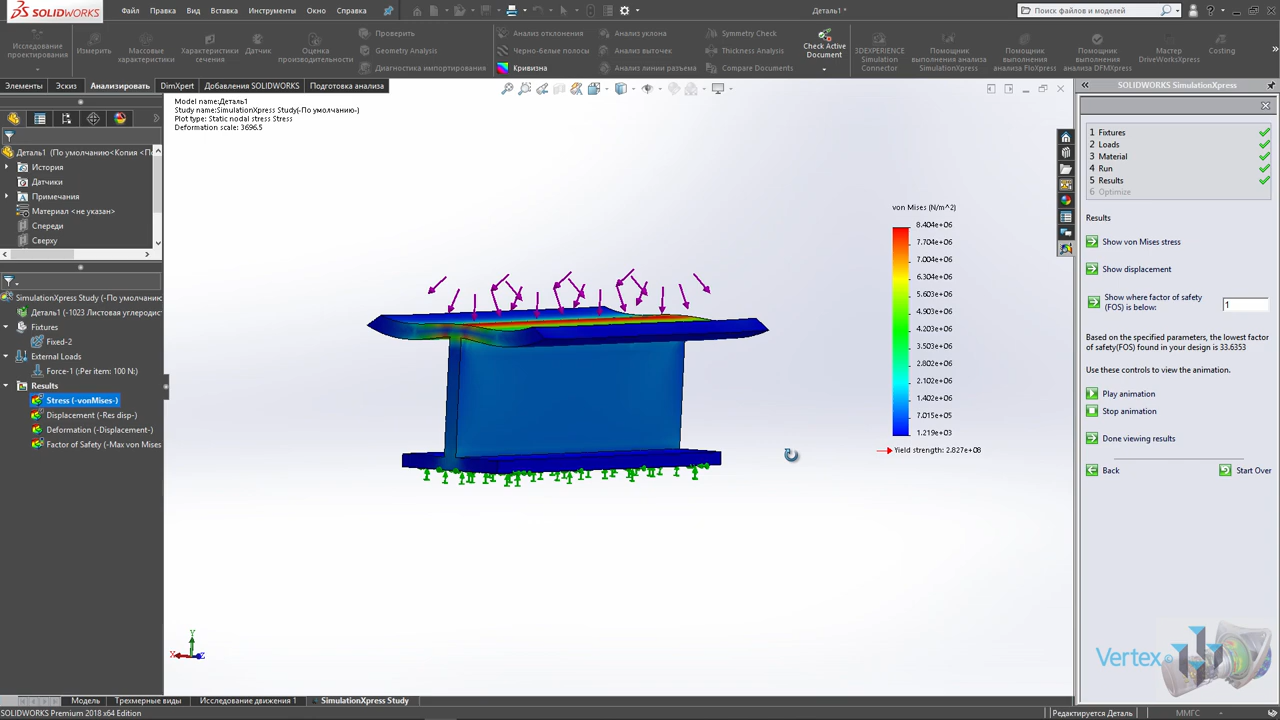 SOLIDWORKS
Файл Правка Вид Вставка Инструменты Окно Справка
Деталь1 *
Поиск файлов и моделей
Исследование проектирования
Измерить
Массовые характеристики
Характеристики сечения
Датчик
Оценка производительности
Проверить
Geometry Analysis
Диагностика импортирования
Анализ отклонения
Черно-белые полосы
Кривизна
Анализ уклона
Анализ выточек
Анализ линии разъема
Symmetry Check
Thickness Analysis
Compare Documents
Check Active Document
3DEXPERIENCE Simulation Connector
Помощник выполнения анализа SimulationXpress
Помощник выполнения анализа FloXpress
Помощник выполнения анализа DFMXpress
Мастер DriveWorksXpress
Costing
Элементы Эскиз Анализировать DimXpert Добавления SOLIDWORKS Подготовка анализа
Деталь1 (По умолчанию<Копия <По
История
Датчики
Примечания
Материал <не указан>
Спереди
Сверху
SimulationXpress Study (-По умолчанию-
Деталь1 (-1023 Листовая углеродис
Fixtures
Fixed-2
External Loads
Force-1 (:Per item: 100 N:)
Results
Stress (-vonMises-)
Displacement (-Res disp-)
Deformation (-Displacement-)
Factor of Safety (-Max von Mises
Model name:Деталь1
Study name:SimulationXpress Study(-По умолчанию-)
Plot type: Static nodal stress Stress
Deformation scale: 3696.5
von Mises (N/m^2)
8.404e+06
7.704e+06
7.004e+06
6.304e+06
5.603e+06
4.903e+06
4.203e+06
3.503e+06
2.802e+06
2.102e+06
1.402e+06
7.015e+05
1.219e+03
Yield strength: 2.827e+08
Y
X
Z
SOLIDWORKS SimulationXpress
1 Fixtures
2 Loads
3 Material
4 Run
5 Results
6 Optimize
Results
Show von Mises stress
Show displacement
Show where factor of safety
(FOS) is below:
1
Based on the specified parameters, the lowest factor
of safety(FOS) found in your design is 33.6353
Use these controls to view the animation.
Play animation
Stop animation
Done viewing results
Back
Start Over
Vertex©
Модель Трехмерные виды Исследование движения 1 SimulationXpress Study
SOLIDWORKS Premium 2018 x64 Edition
Редактируется Деталь
ММГС